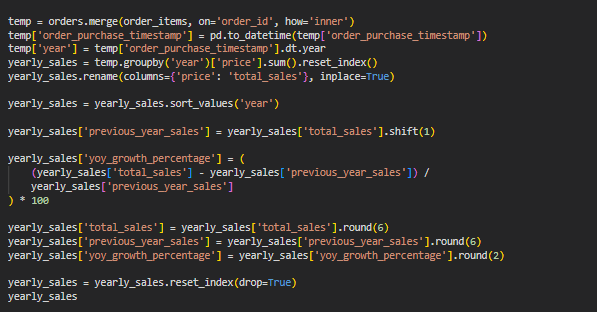 temp = orders.merge(order_items, on='order_id', how='inner')
temp['order_purchase_timestamp'] = pd.to_datetime(temp['order_purchase_timestamp'])
temp['year'] = temp['order_purchase_timestamp'].dt.year
yearly_sales = temp.groupby('year')['price'].sum().reset_index()
yearly_sales.rename(columns={'price': 'total_sales'}, inplace=True)
yearly_sales = yearly_sales.sort_values('year')
yearly_sales['previous_year_sales'] = yearly_sales['total_sales'].shift(1)
yearly_sales['yoy_growth_percentage'] = (
    (yearly_sales['total_sales'] - yearly_sales['previous_year_sales']) /
    yearly_sales['previous_year_sales']
) * 100
yearly_sales['total_sales'] = yearly_sales['total_sales'].round(6)
yearly_sales['previous_year_sales'] = yearly_sales['previous_year_sales'].round(6)
yearly_sales['yoy_growth_percentage'] = yearly_sales['yoy_growth_percentage'].round(2)
yearly_sales = yearly_sales.reset_index(drop=True)
yearly_sales